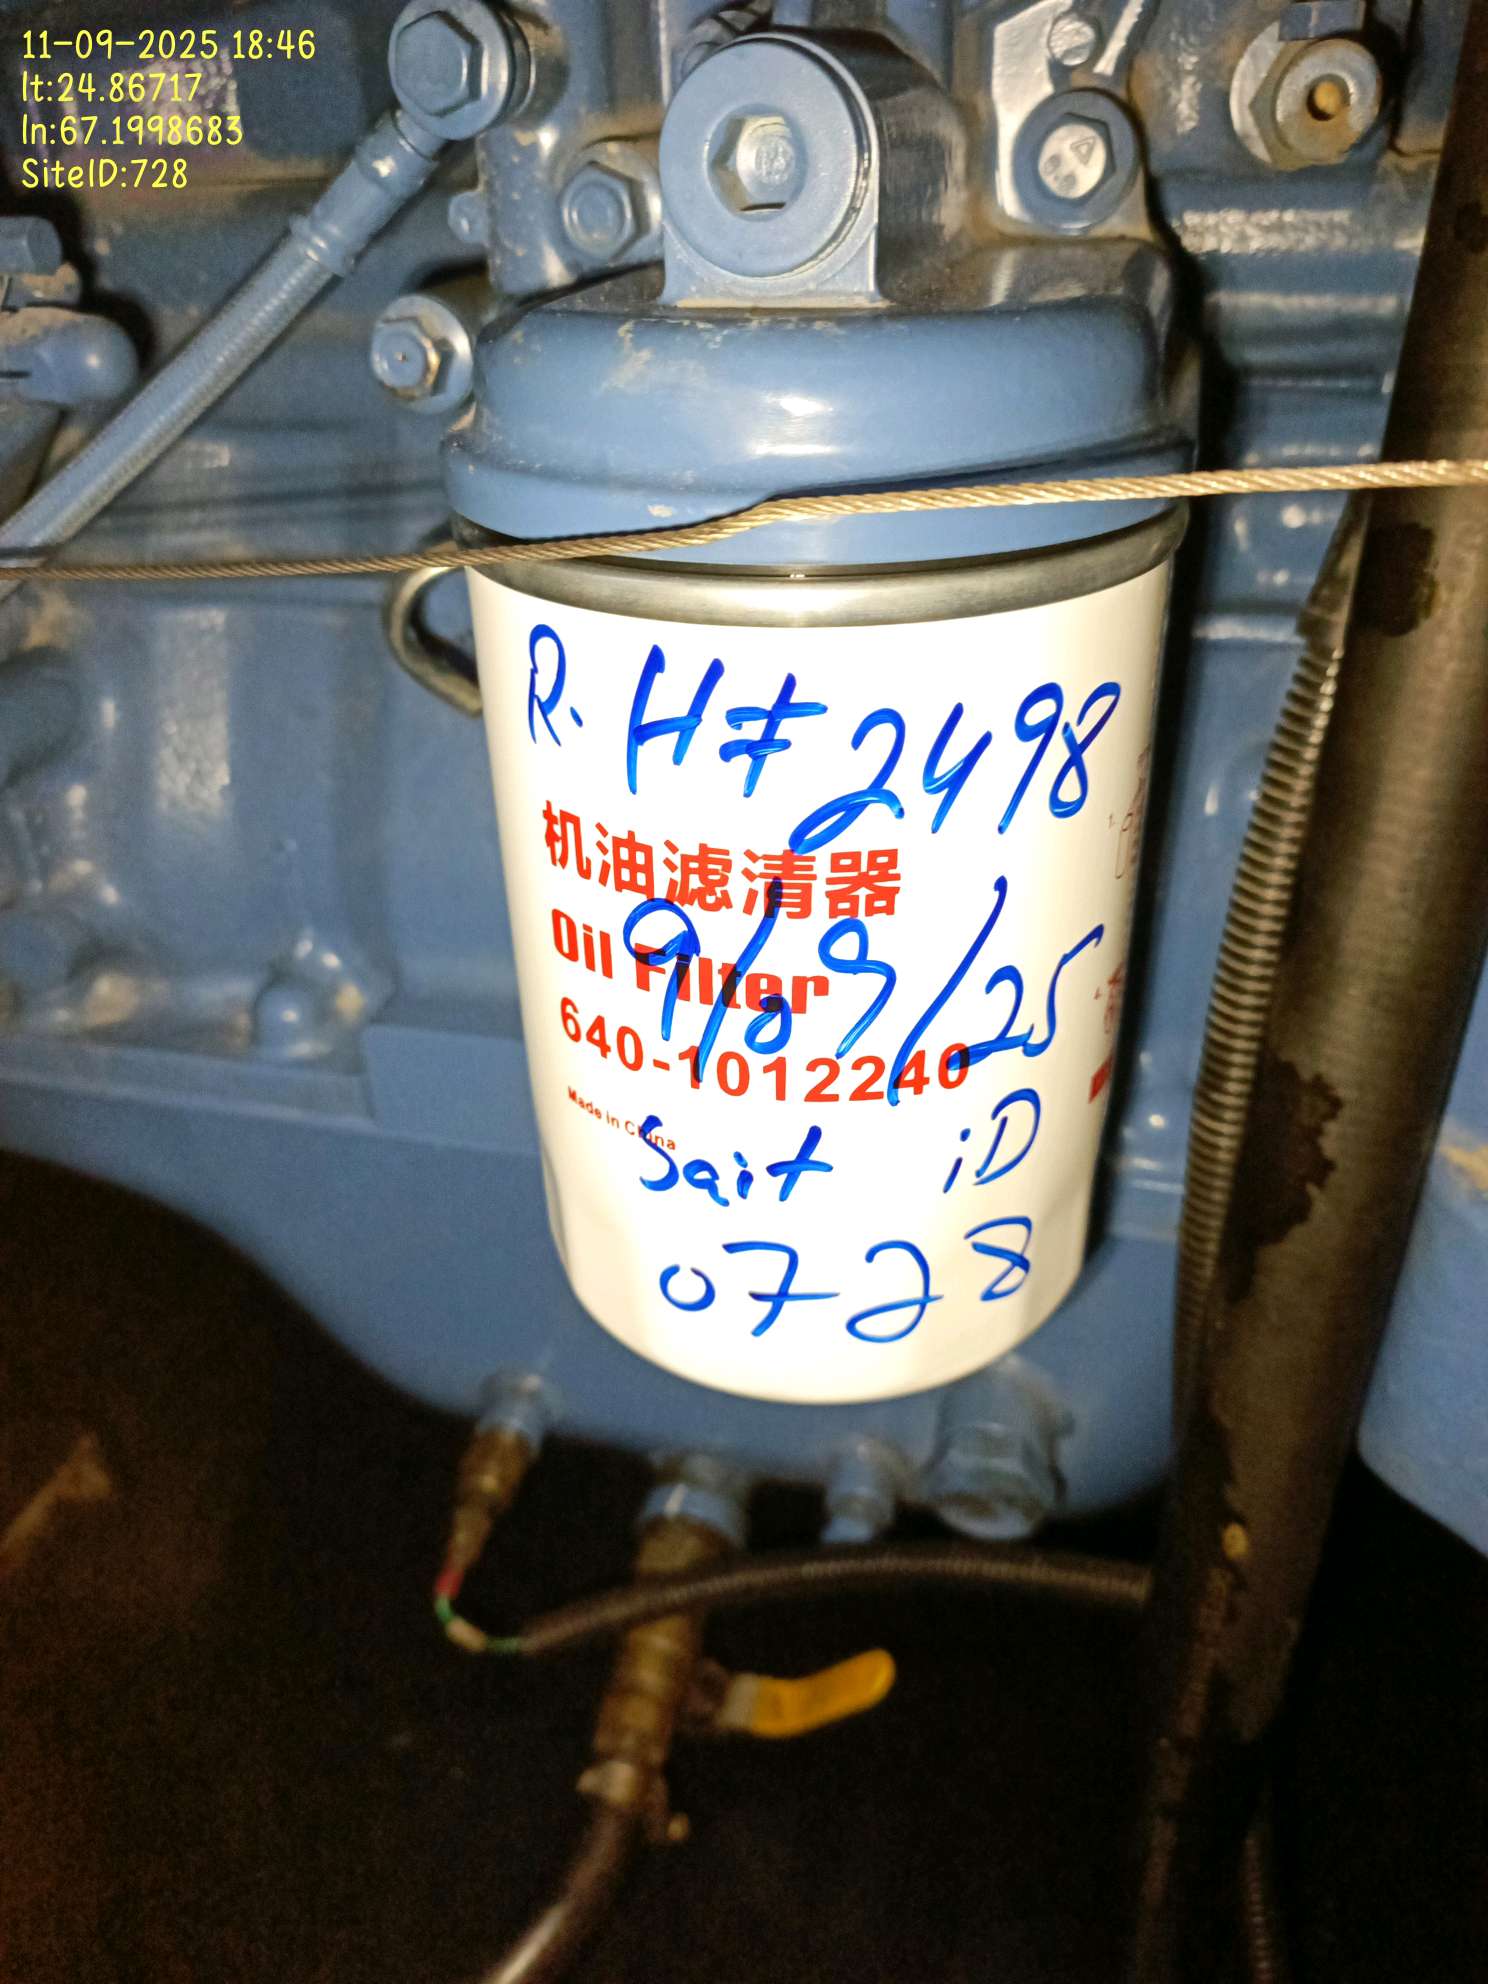 11-09-2025 18:46
lt:24.86717
ln:67.1998683
SiteID:728
R.H# 2498
机油滤清器
Oil Filter
9/09/25
640-1012240
Made in China
Sait iD
0728